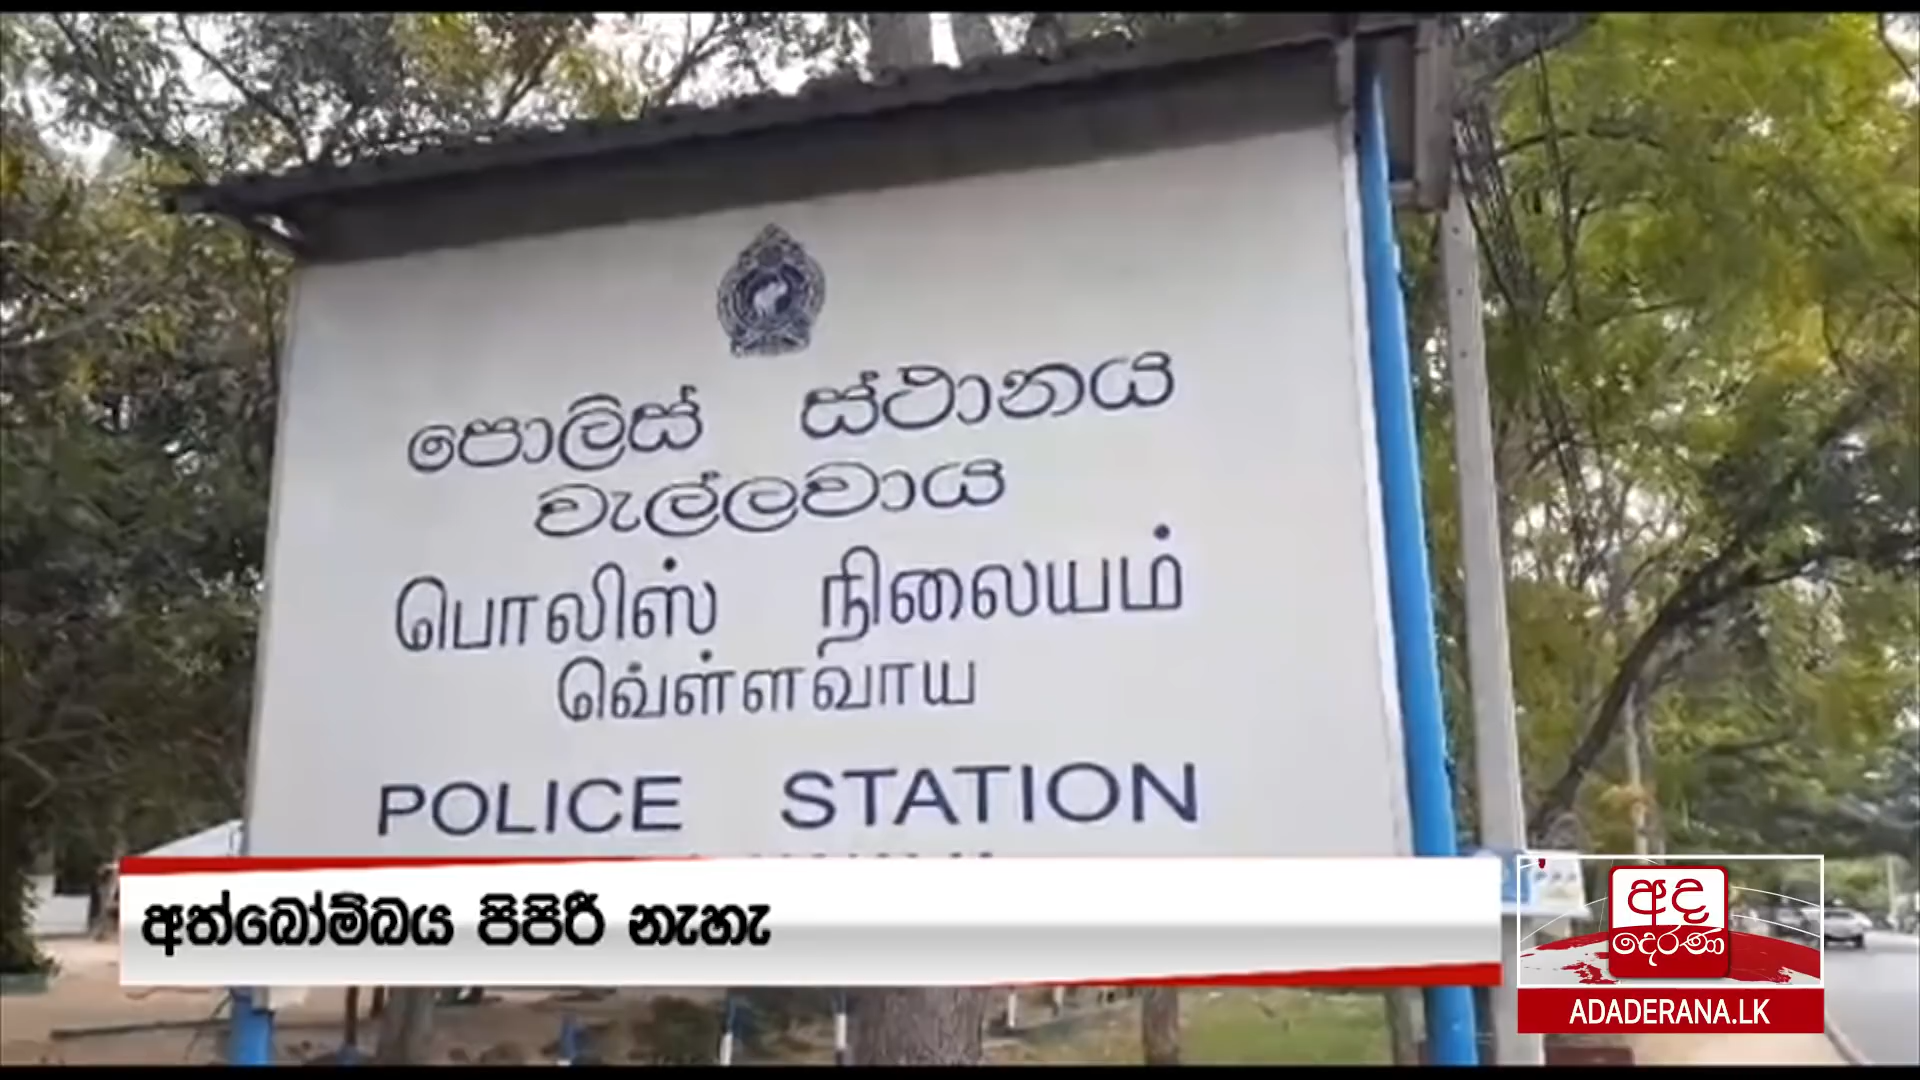 පොලිස් ස්ථානය
වැල්ලවාය
பொலிஸ் நிலையம்
வெள்ளவாய
POLICE STATION
අත්බෝම්බය පිපිරී නැහැ
අද
දෙරණ
ADADERANA.LK